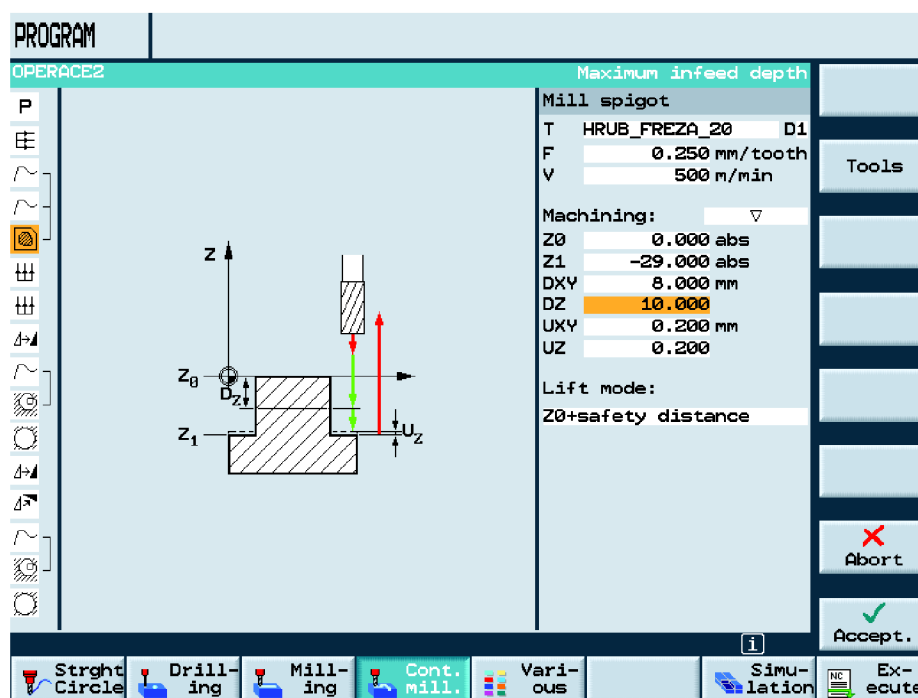 PROGRAM
OPERACE2 Maximum infeed depth
P
Mill spigot
T HRUB_FREZA_20 D1
F 0.250 mm/tooth
V 500 m/min
Machining: ▽
Z0 0.000 abs
Z1 -29.000 abs
DXY 8.000 mm
DZ 10.000
UXY 0.200 mm
UZ 0.200
Lift mode:
Z0+safety distance
Z
Z0
DZ
Z1
UZ
Tools
Abort
Accept.
i
Strght Circle
Drill- ing
Mill- ing
Cont. mill.
Vari- ous
Simu- lation
NC
Ex- ecute